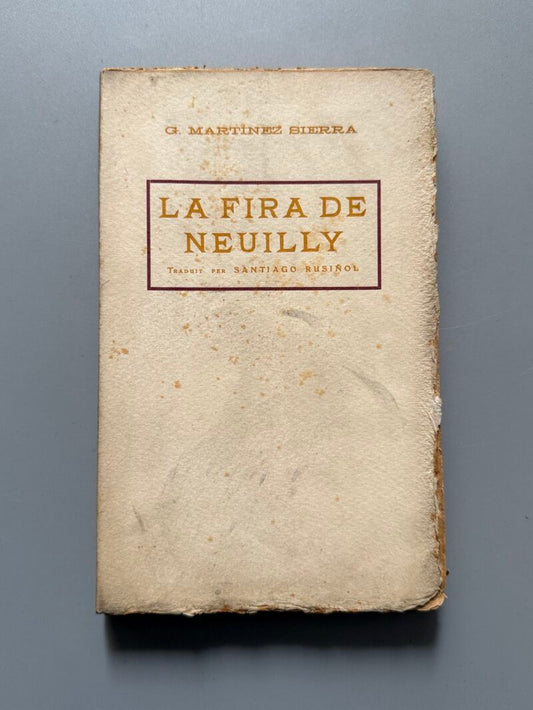 G. MARTÍNEZ SIERRA
LA FIRA DE
NEUILLY
TRADUIT PER SANTIAGO RUSIÑOL